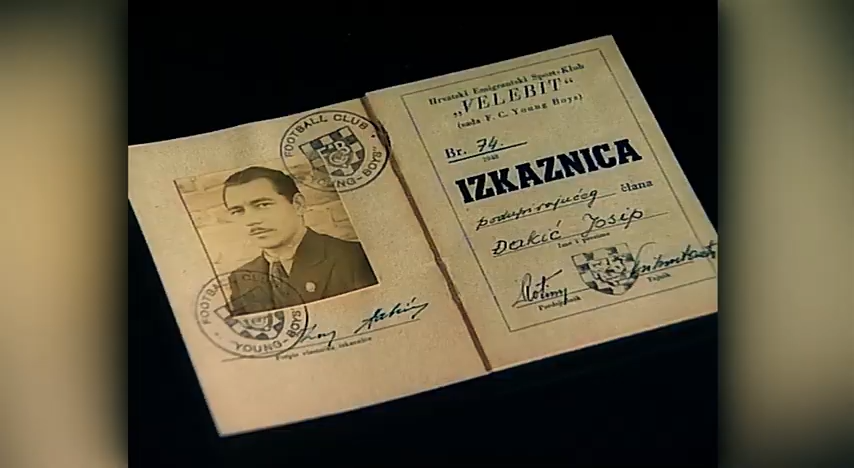 FOOTBALL CLUB
"YOUNG-BOYS"
FOOTBALL CLUB
"YOUNG-BOYS"
Potpis vlasnika iskaznice
Hrvatski Emigrantski Sport-Klub
„VELEBIT“
(sada F. C. Young Boys)
Br. 74.
1948
IZKAZNICA
podupirajućeg člana
Đakić Josip
Ime i prezime
Predsjednik
Tajnik